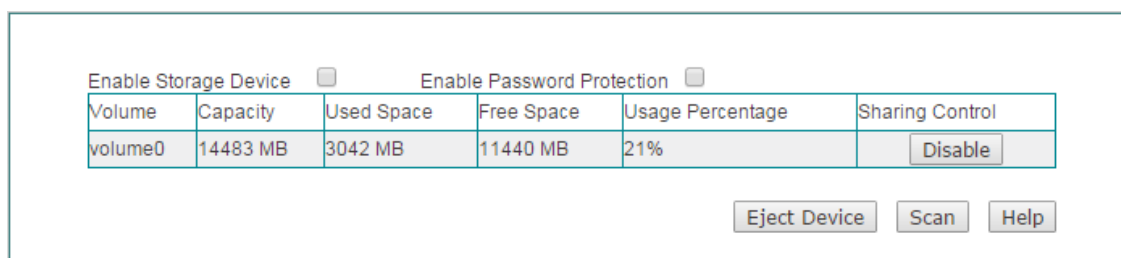 Enable Storage Device Enable Password Protection
Volume Capacity Used Space Free Space Usage Percentage Sharing Control
volume0 14483 MB 3042 MB 11440 MB 21% Disable
Eject Device Scan Help